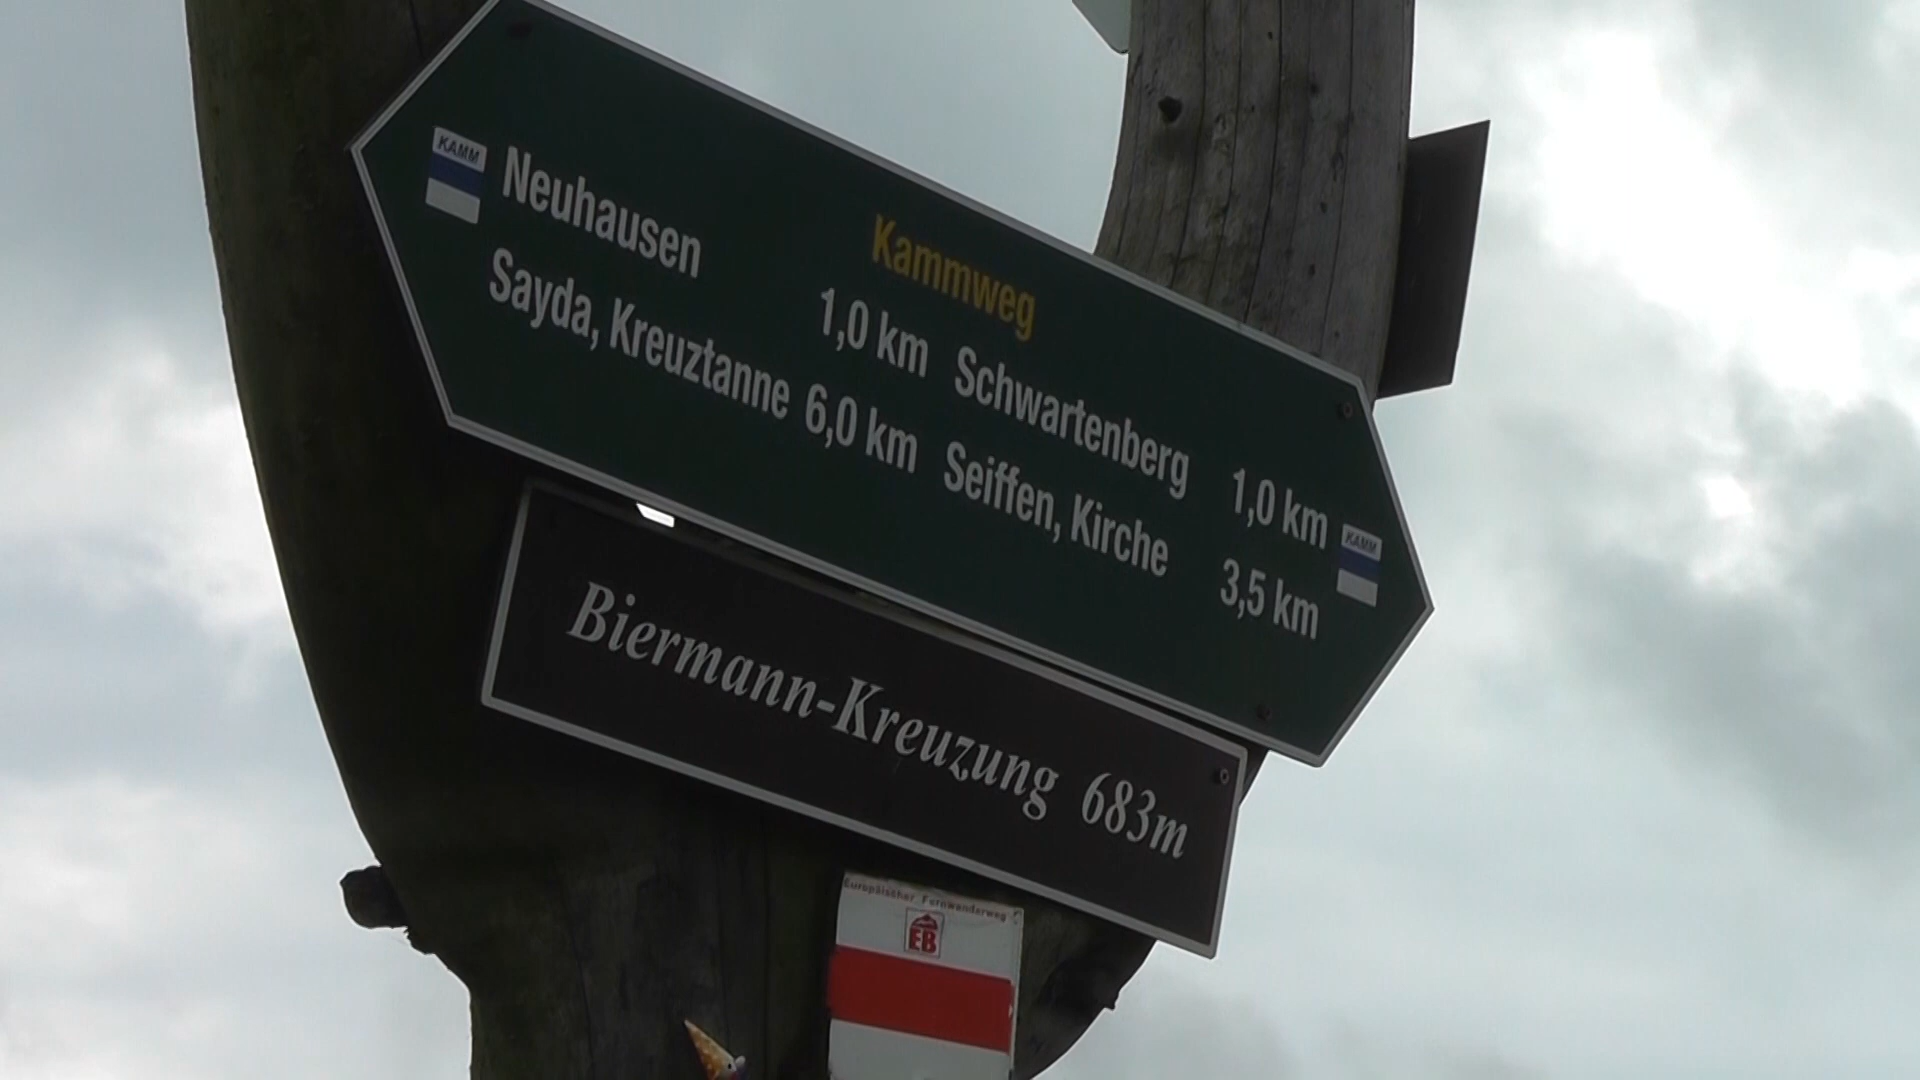 Kammweg
KAMM
Neuhausen 1,0 km
Sayda, Kreuztanne 6,0 km
Schwartenberg 1,0 km
Seiffen, Kirche 3,5 km
KAMM
Biermann-Kreuzung 683m
Europäischer Fernwanderweg
EB